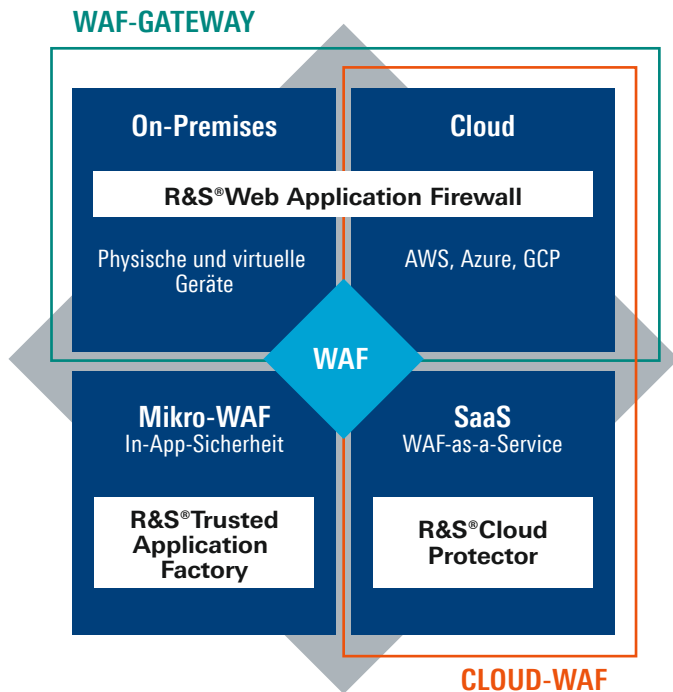 WAF-GATEWAY
On-Premises
Cloud
R&S®Web Application Firewall
Physische und virtuelle
Geräte
AWS, Azure, GCP
WAF
Mikro-WAF
In-App-Sicherheit
SaaS
WAF-as-a-Service
R&S®Trusted
Application
Factory
R&S®Cloud
Protector
CLOUD-WAF